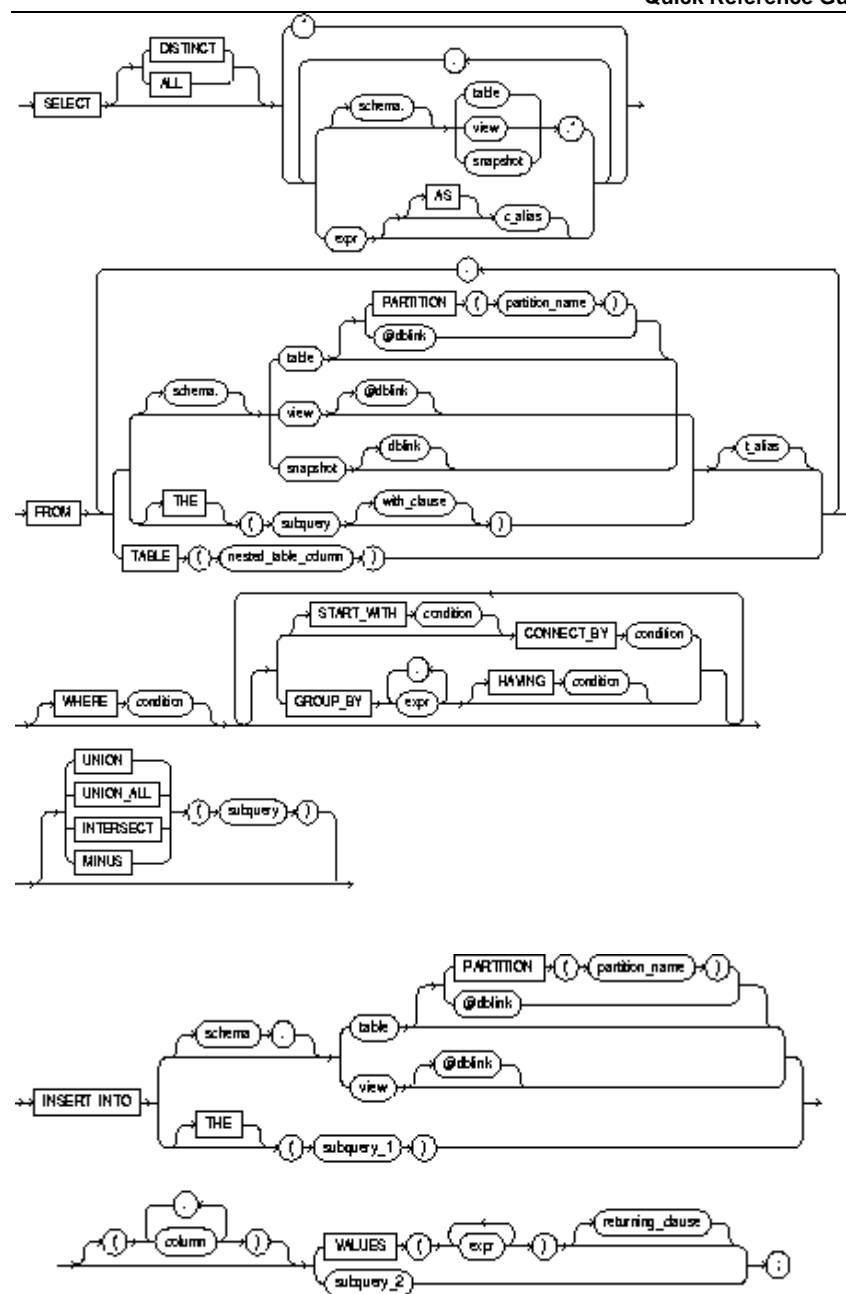 Quick Reference Gu
DISTINCT
*
ALL
,
SELECT
schema. table
view .*
snapshot
AS
expr c_alias
,
PARTITION ( partition_name )
@dblink
table
schema. @dblink
view
dblink t_alias
snapshot
THE with_clause
FROM ( subquery )
TABLE ( nested_table_column )
START_WITH condition
CONNECT_BY condition
, HAVING condition
WHERE condition GROUP_BY expr
UNION
UNION_ALL
( subquery )
INTERSECT
MINUS
PARTITION ( partition_name )
@dblink
schema . table
@dblink
view
INSERT INTO
THE
( subquery_1 )
, , returning_clause
( column ) VALUES ( expr )
subquery_2 ;